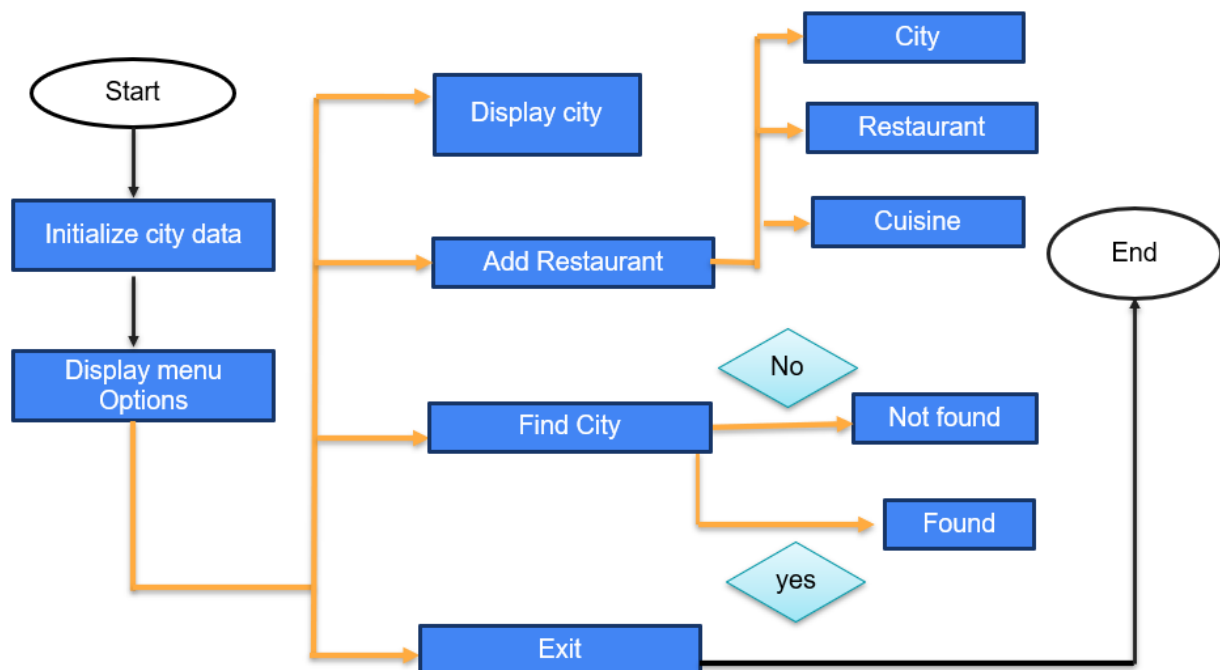 Start
Initialize city data
Display menu
Options
Display city
Add Restaurant
City
Restaurant
Cuisine
Find City
No
Not found
yes
Found
Exit
End